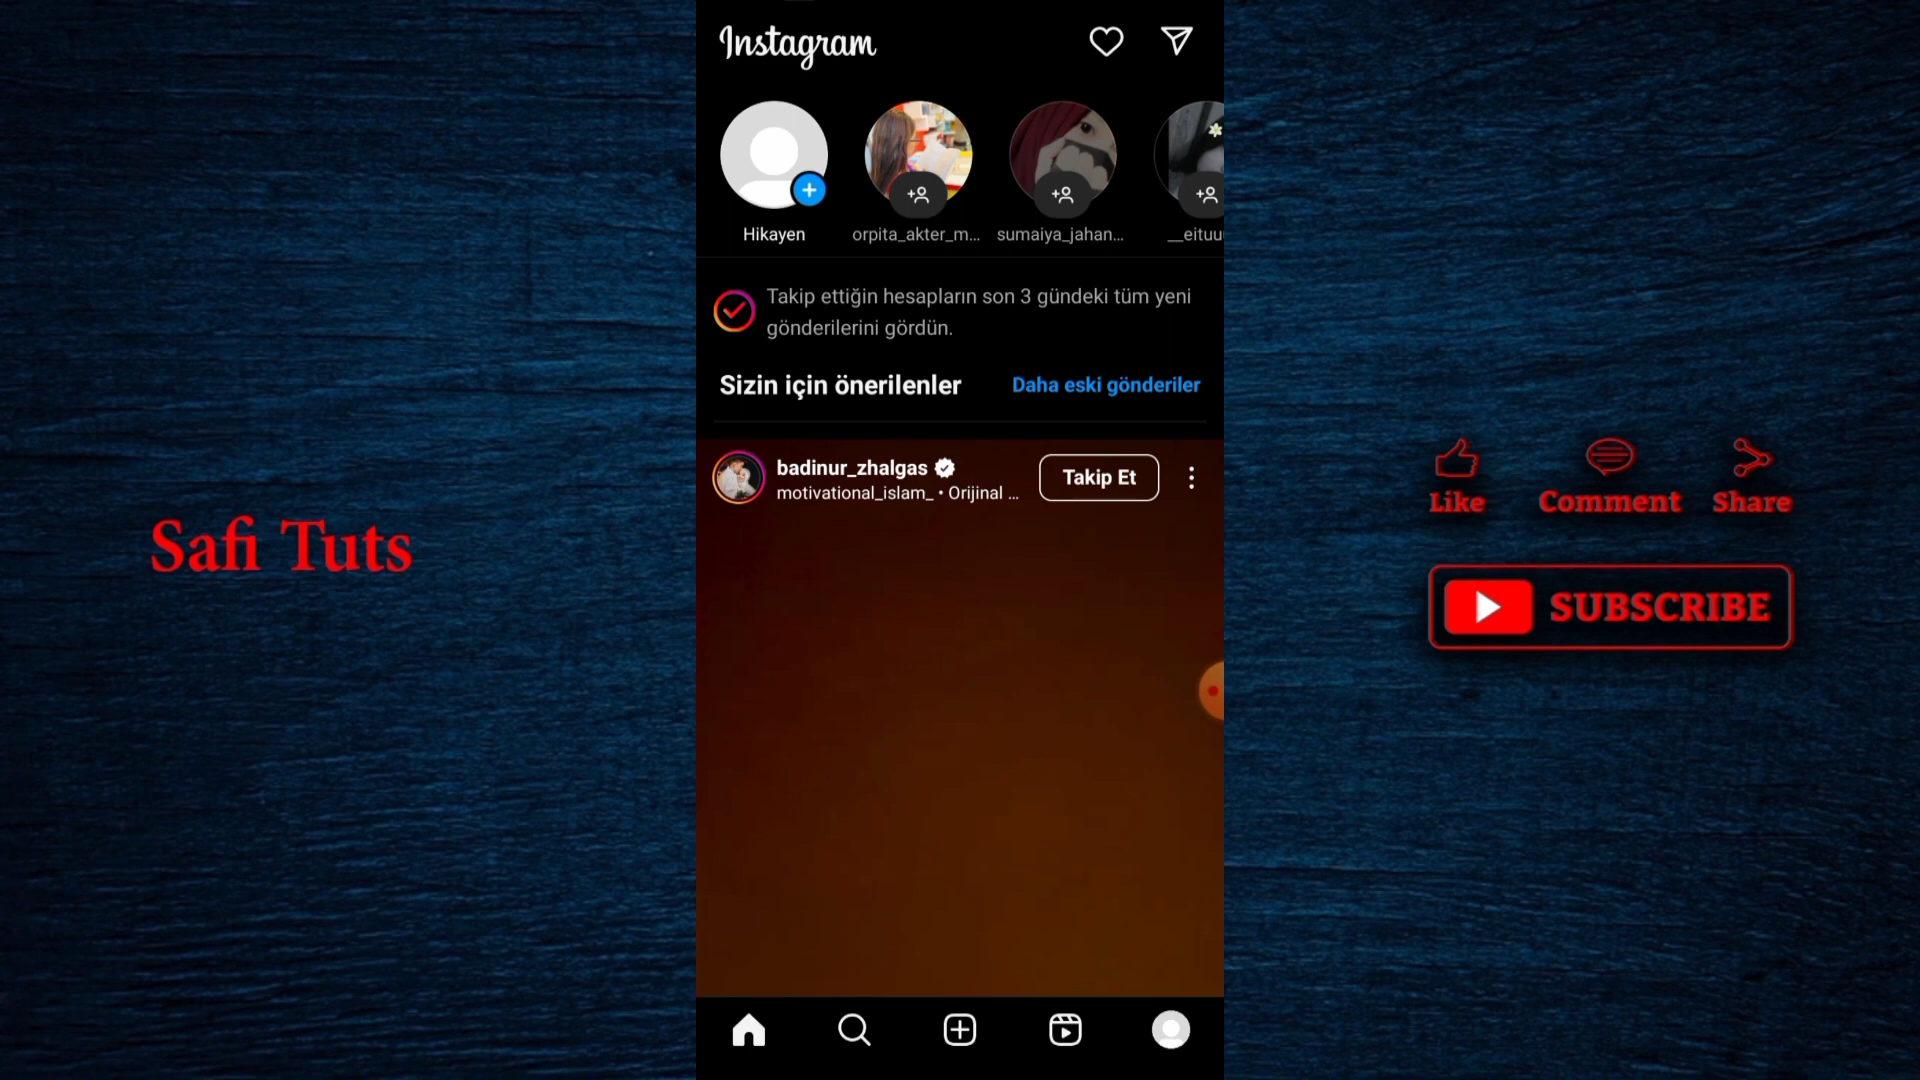 Instagram
Hikayen
orpita_akter_m...
sumaiya_jahan...
__eituu
Takip ettiğin hesapların son 3 gündeki tüm yeni
gönderilerini gördün.
Sizin için önerilenler
Daha eski gönderiler
badinur_zhalgas
motivational_islam_ • Orijinal ...
Takip Et
Safi Tuts
Like
Comment
Share
SUBSCRIBE